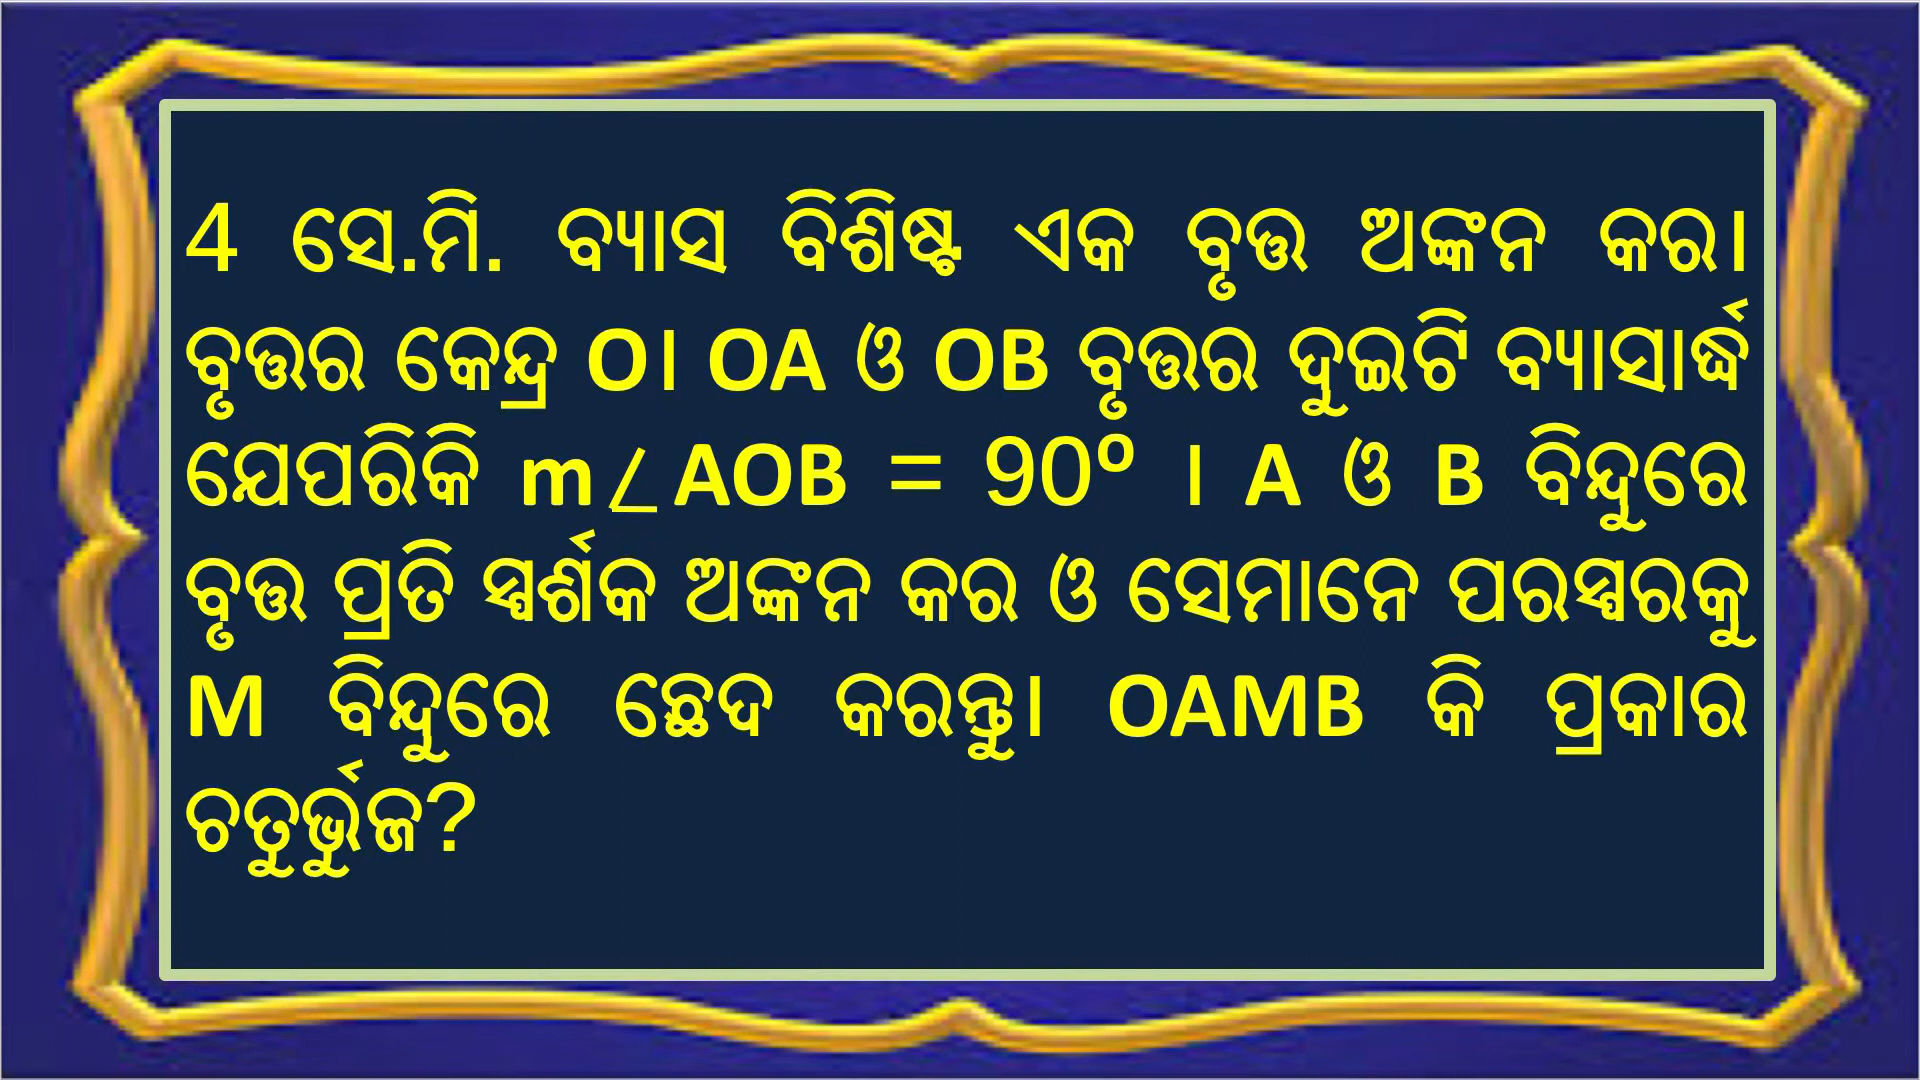 4 ସେ.ମି. ବ୍ୟାସ ବିଶିଷ୍ଟ ଏକ ବୃତ୍ତ ଅଙ୍କନ କର।
ବୃତ୍ତର କେନ୍ଦ୍ର O। OA ଓ OB ବୃତ୍ତର ଦୁଇଟି ବ୍ୟାସାର୍ଦ୍ଧ
ଯେପରିକି m∠AOB = 90º । A ଓ B ବିନ୍ଦୁରେ
ବୃତ୍ତ ପ୍ରତି ସ୍ପର୍ଶକ ଅଙ୍କନ କର ଓ ସେମାନେ ପରସ୍ପରକୁ
M ବିନ୍ଦୁରେ ଛେଦ କରନ୍ତୁ। OAMB କି ପ୍ରକାର
ଚତୁର୍ଭୁଜ?